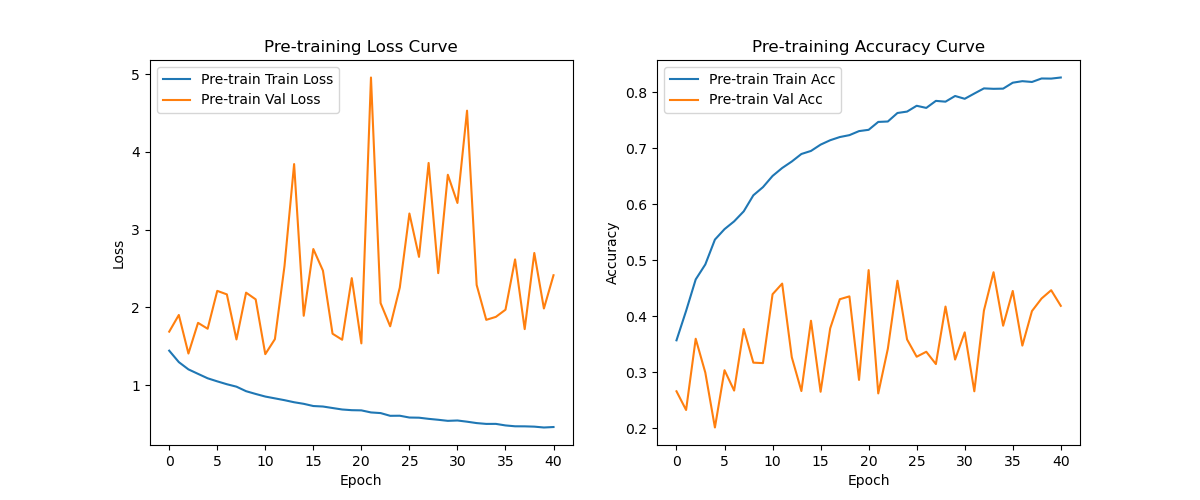 Pre-training Loss Curve
Pre-train Train Loss
Pre-train Val Loss
5
4
3
2
1
Loss
0 5 10 15 20 25 30 35 40
Epoch
Pre-training Accuracy Curve
Pre-train Train Acc
Pre-train Val Acc
0.8
0.7
0.6
0.5
0.4
0.3
0.2
Accuracy
0 5 10 15 20 25 30 35 40
Epoch